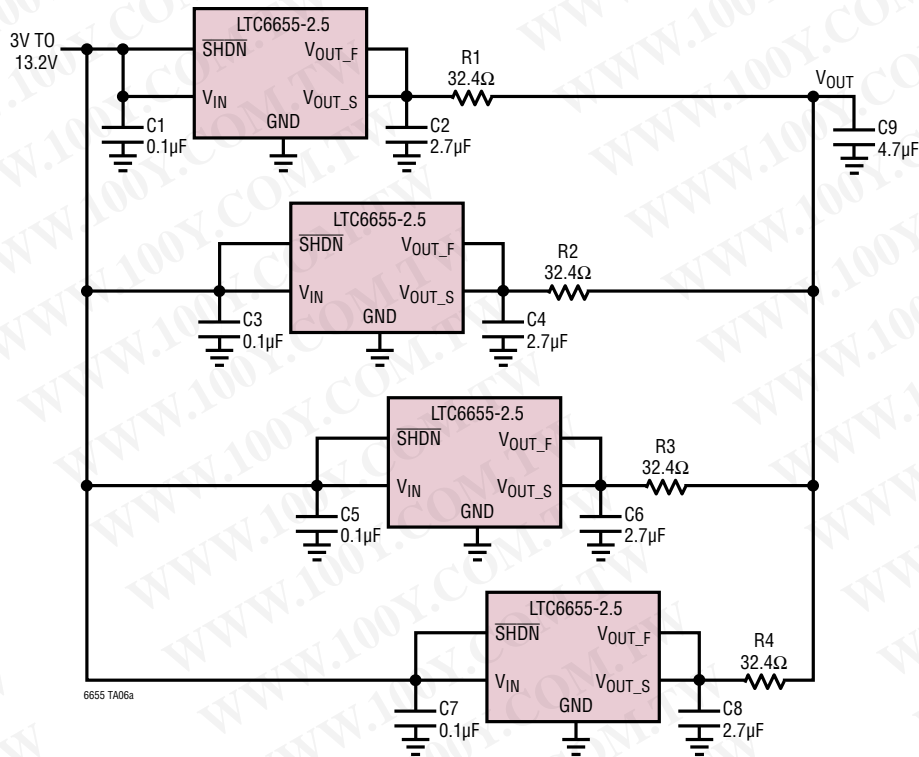 LTC6655-2.5
3V TO
13.2V
SHDN
VOUT_F
VIN
VOUT_S
GND
R1
32.4Ω
VOUT
C1
0.1µF
C2
2.7µF
C9
4.7µF
LTC6655-2.5
SHDN
VOUT_F
VIN
VOUT_S
GND
R2
32.4Ω
C3
0.1µF
C4
2.7µF
LTC6655-2.5
SHDN
VOUT_F
VIN
VOUT_S
GND
R3
32.4Ω
C5
0.1µF
C6
2.7µF
LTC6655-2.5
SHDN
VOUT_F
VIN
VOUT_S
GND
R4
32.4Ω
C7
0.1µF
C8
2.7µF
6655 TA06a
WWW.100Y.COM.TW